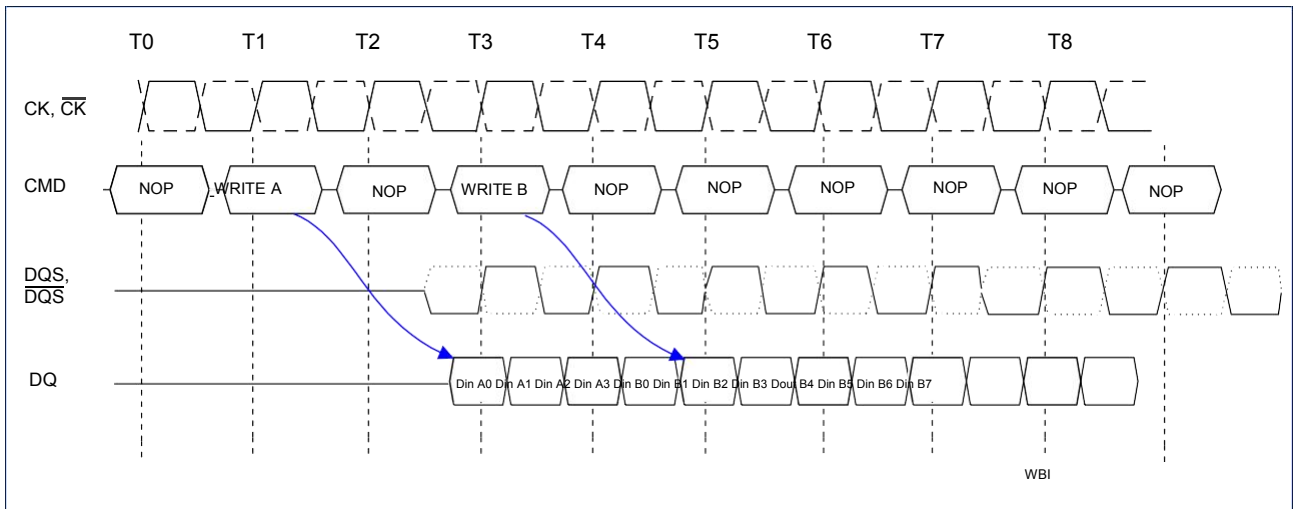 T0 T1 T2 T3 T4 T5 T6 T7 T8
CK, CK
CMD
NOP WRITE A NOP WRITE B NOP NOP NOP NOP NOP NOP
DQS,
DQS
DQ
Din A0 Din A1 Din A2 Din A3 Din B0 Din B1 Din B2 Din B3 Dout B4 Din B5 Din B6 Din B7
WBI